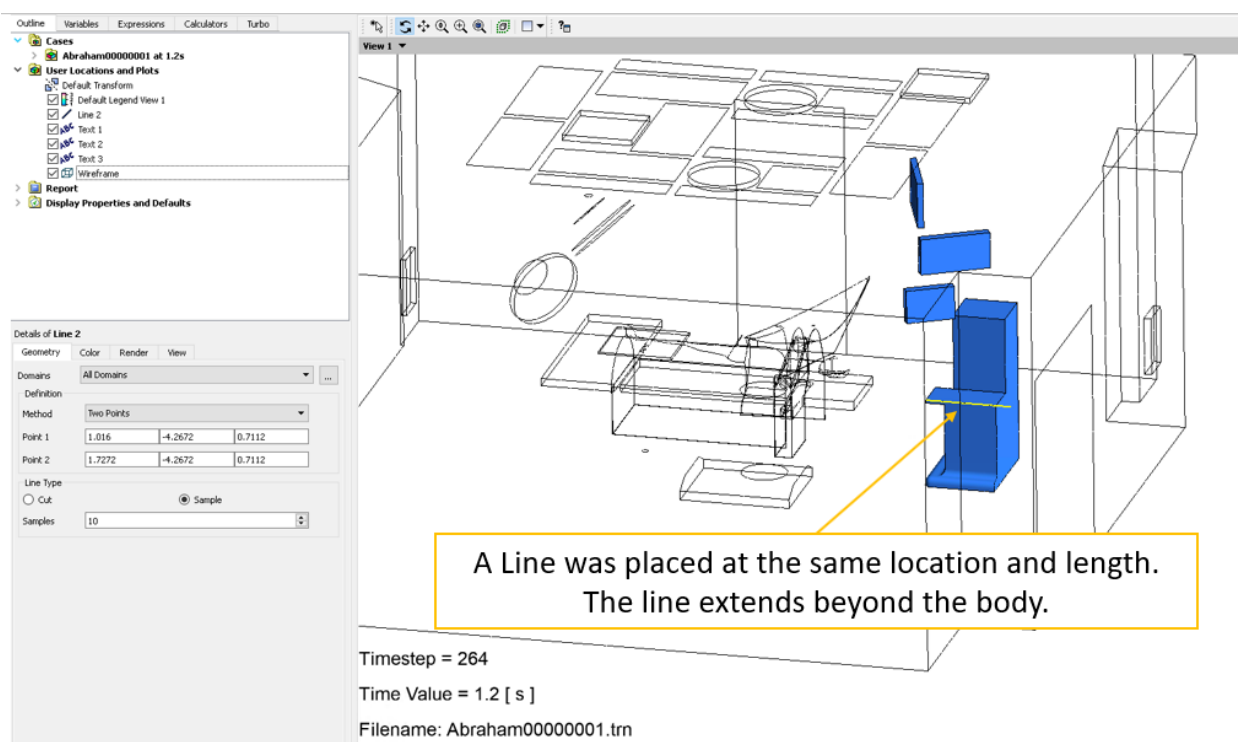 Outline Variables Expressions Calculators Turbo
Cases
Abraham00000001 at 1.2s
User Locations and Plots
Default Transform
Default Legend View 1
Line 2
ABC Text 1
ABC Text 2
ABC Text 3
Wireframe
Report
Display Properties and Defaults
Details of Line 2
Geometry Color Render View
Domains All Domains ...
Definition
Method Two Points
Point 1 1.016 -4.2672 0.7112
Point 2 1.7272 -4.2672 0.7112
Line Type
Cut Sample
Samples 10
View 1
A Line was placed at the same location and length.
The line extends beyond the body.
Timestep = 264
Time Value = 1.2 [ s ]
Filename: Abraham00000001.trn